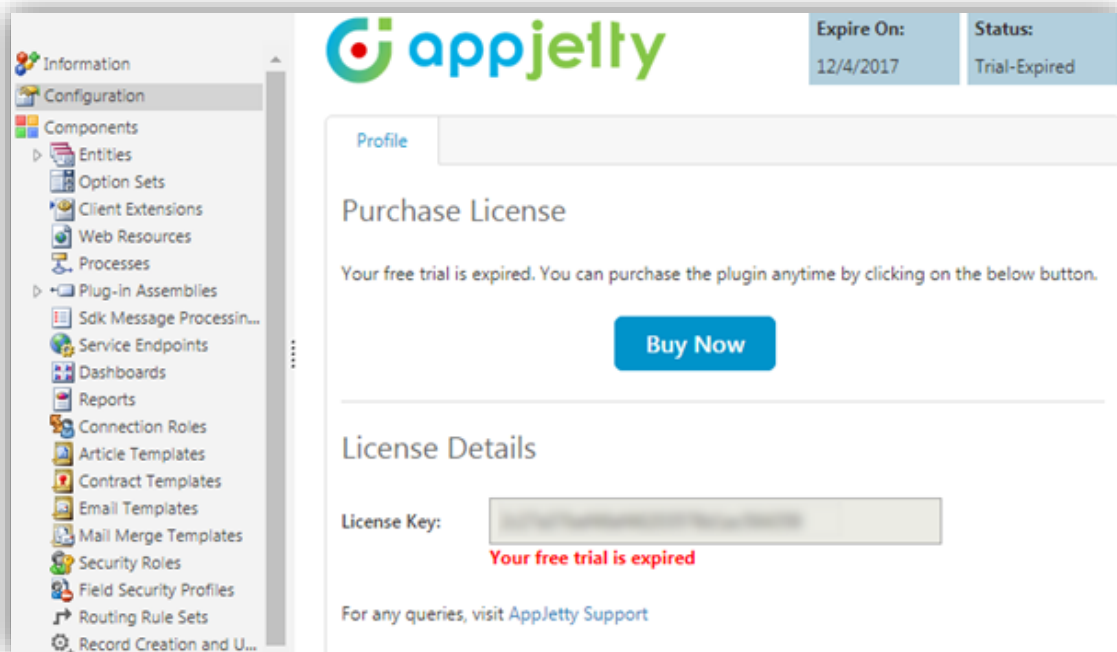 Information
Configuration
Components
Entities
Option Sets
Client Extensions
Web Resources
Processes
Plug-in Assemblies
Sdk Message Processin...
Service Endpoints
Dashboards
Reports
Connection Roles
Article Templates
Contract Templates
Email Templates
Mail Merge Templates
Security Roles
Field Security Profiles
Routing Rule Sets
Record Creation and U...
appjetty
Expire On:
12/4/2017
Status:
Trial-Expired
Profile
Purchase License
Your free trial is expired. You can purchase the plugin anytime by clicking on the below button.
Buy Now
License Details
License Key:
Your free trial is expired
For any queries, visit AppJetty Support